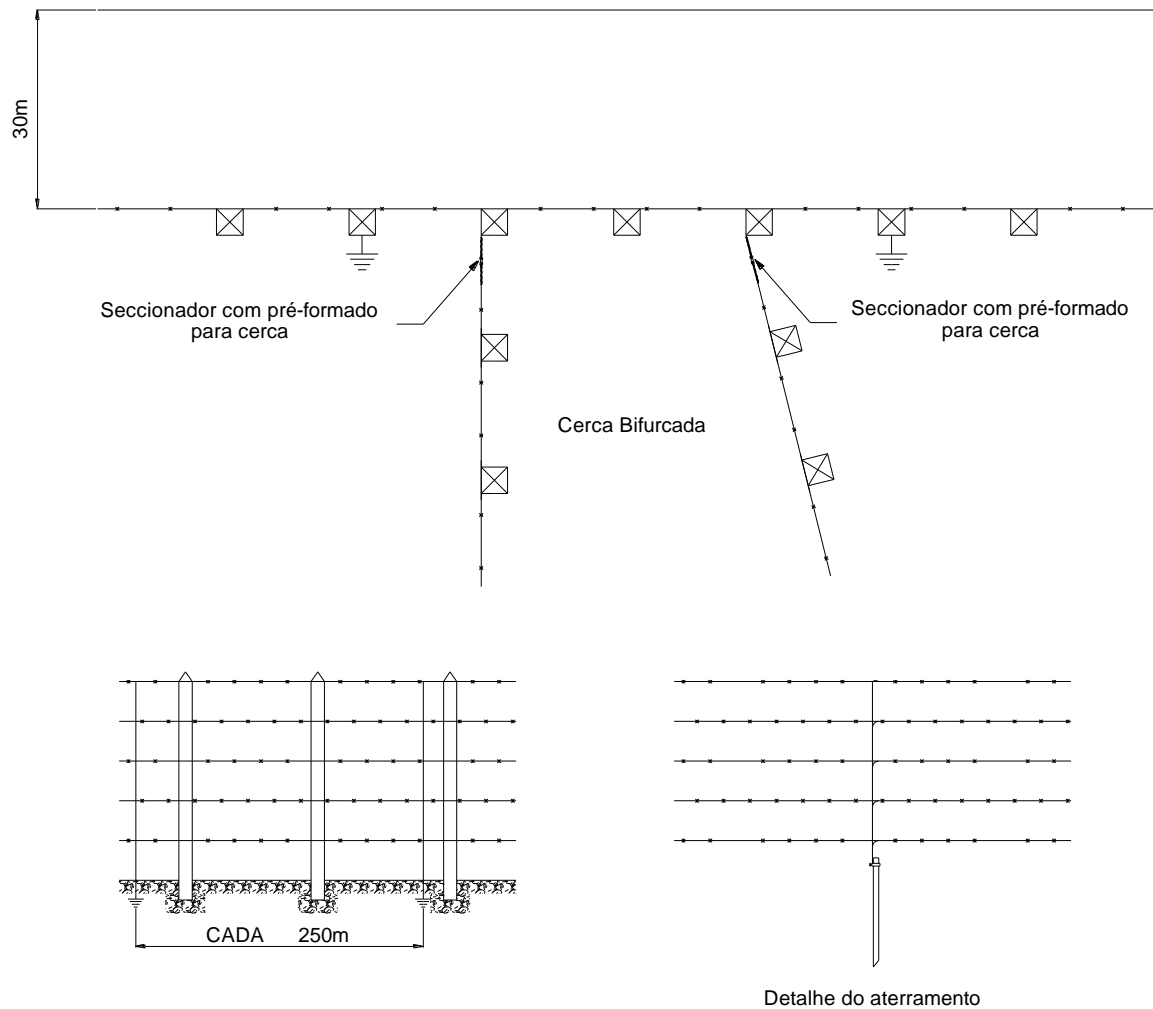 30m
Seccionador com pré-formado
para cerca
Seccionador com pré-formado
para cerca
Cerca Bifurcada
CADA 250m
Detalhe do aterramento